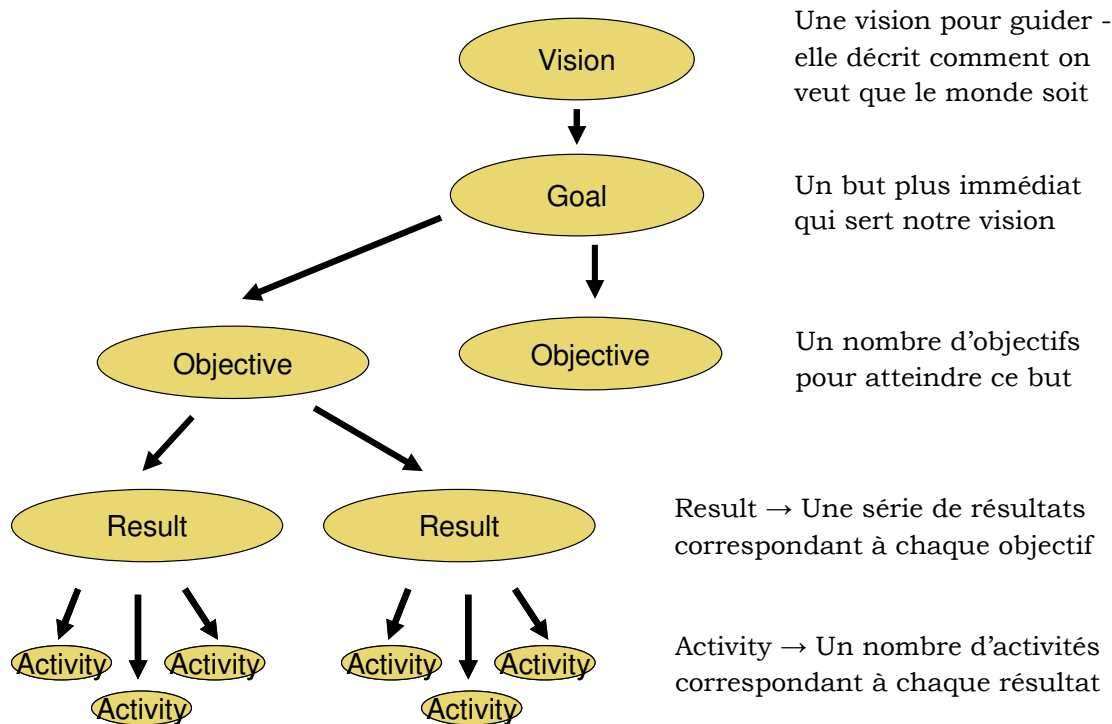 Vision
Une vision pour guider -
elle décrit comment on
veut que le monde soit
Goal
Un but plus immédiat
qui sert notre vision
Objective
Objective
Un nombre d’objectifs
pour atteindre ce but
Result
Result
Result → Une série de résultats
correspondant à chaque objectif
Activity
Activity
Activity
Activity
Activity
Activity
Activity → Un nombre d’activités
correspondant à chaque résultat